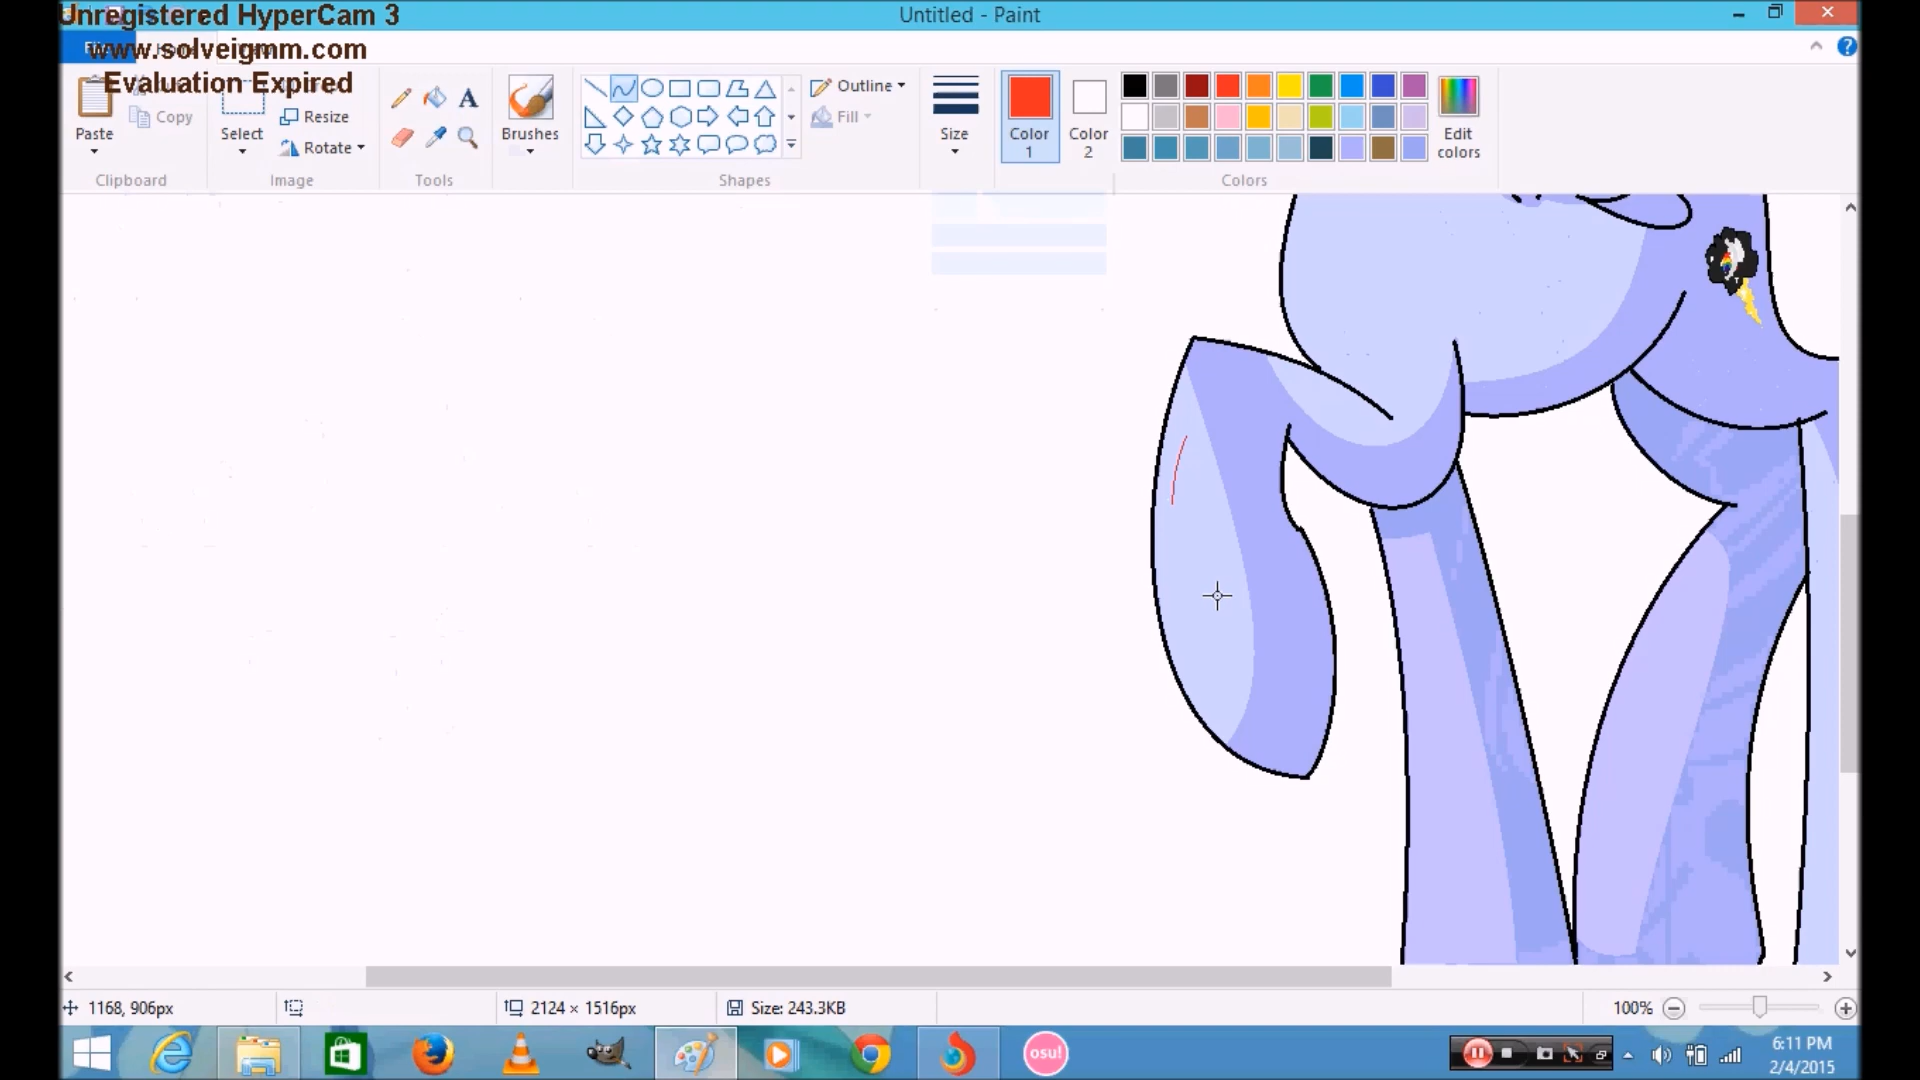 Unregistered HyperCam 3
www.solveigmm.com
Evaluation Expired
Untitled - Paint
Paste
Copy
Clipboard
Select
Resize
Rotate
Image
Tools
Brushes
Shapes
Outline
Fill
Size
Color 1
Color 2
Edit colors
Colors
1168, 906px
2124 × 1516px
Size: 243.3KB
100%
osu!
6:11 PM
2/4/2015